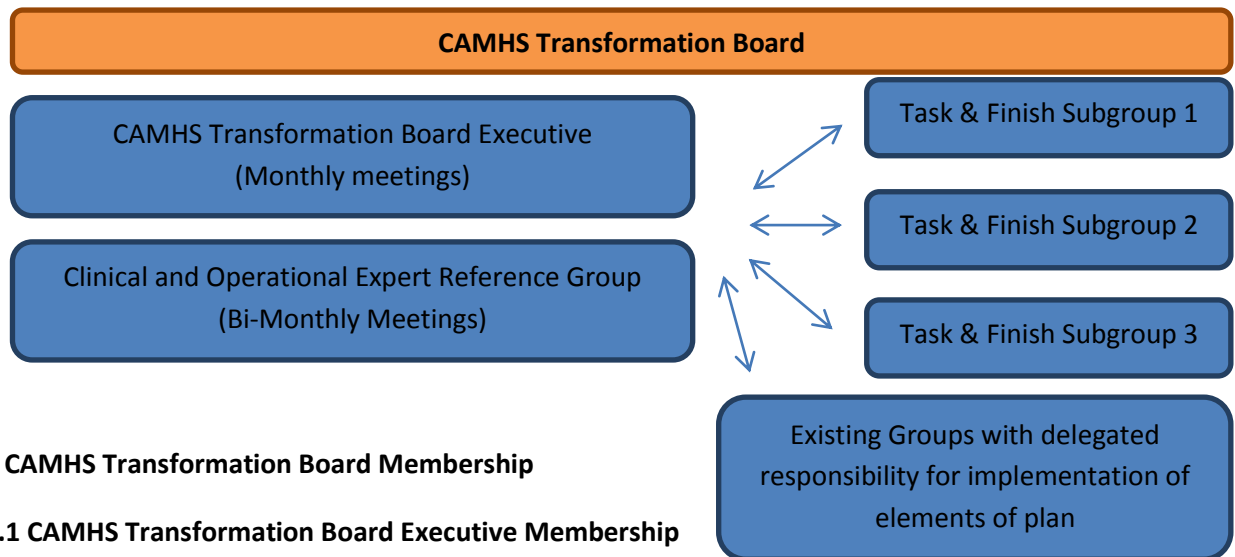 CAMHS Transformation Board
CAMHS Transformation Board Executive
(Monthly meetings)
Clinical and Operational Expert Reference Group
(Bi-Monthly Meetings)
Task & Finish Subgroup 1
Task & Finish Subgroup 2
Task & Finish Subgroup 3
Existing Groups with delegated
responsibility for implementation of
elements of plan
CAMHS Transformation Board Membership
.1 CAMHS Transformation Board Executive Membership